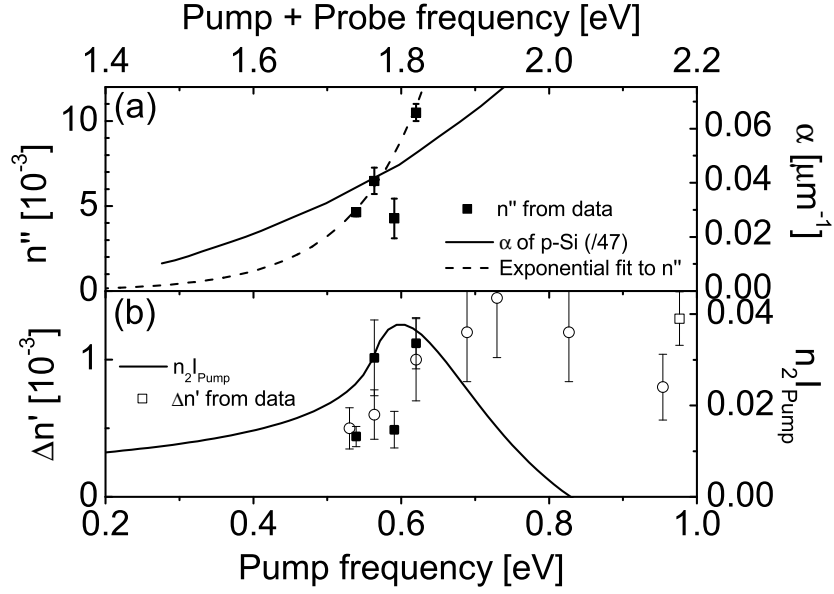 Pump + Probe frequency [eV]
1.4 1.6 1.8 2.0 2.2
(a)
10
5
0
n" [10⁻³]
0.06
0.04
0.02
0.00
α [μm⁻¹]
n" from data
α of p-Si (/47)
Exponential fit to n"
(b)
1
0
Δn' [10⁻³]
n₂I_Pump
Δn' from data
0.04
0.02
0.00
n₂I_Pump
0.2 0.4 0.6 0.8 1.0
Pump frequency [eV]